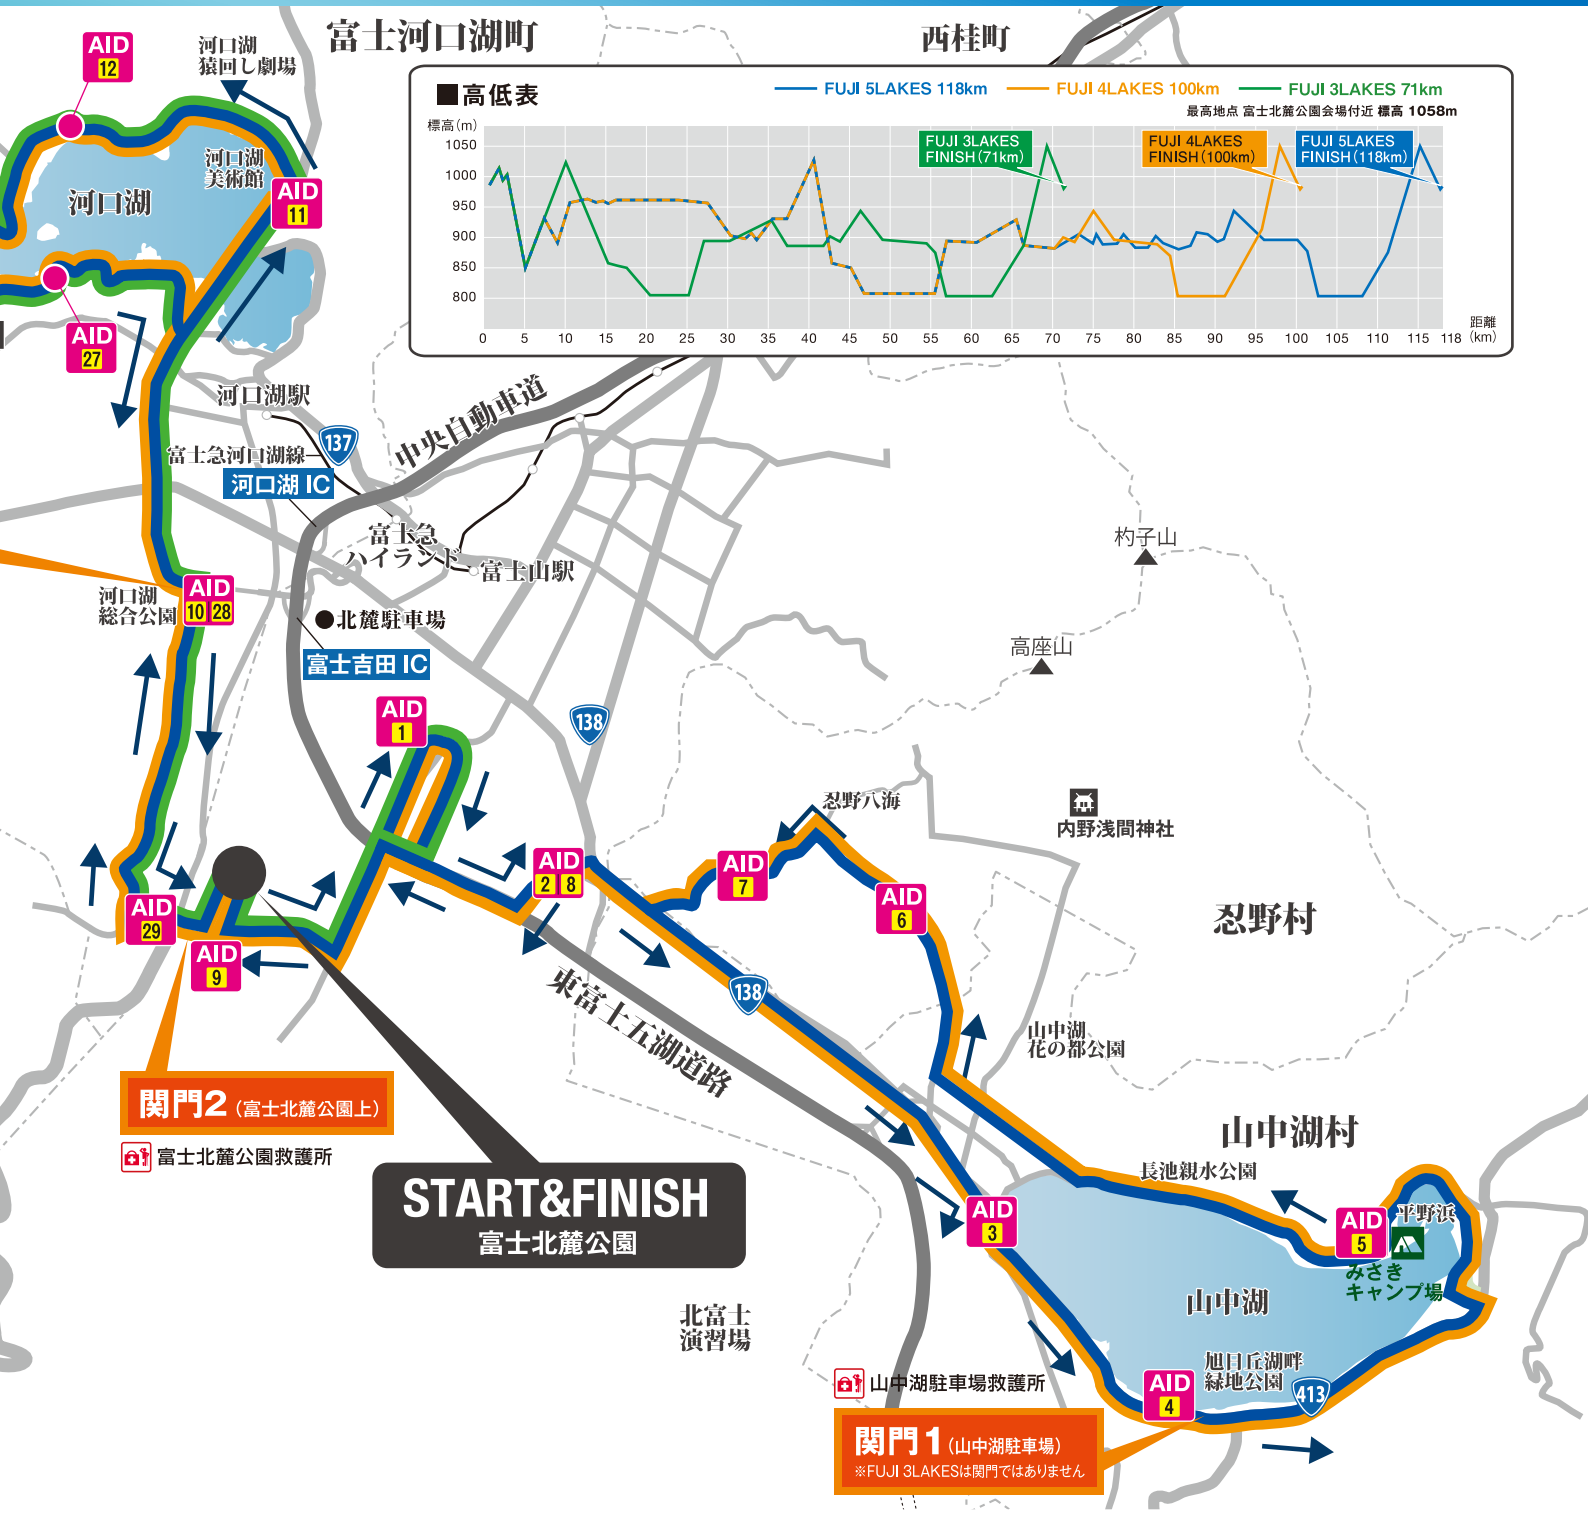 富士河口湖町
西桂町
AID
12
河口湖
猿回し劇場
■高低表
FUJI 5LAKES 118km
FUJI 4LAKES 100km
FUJI 3LAKES 71km
最高地点 富士北麓公園会場付近 標高 1058m
標高(m)
1050
1000
950
900
850
800
FUJI 3LAKES
FINISH(71km)
FUJI 4LAKES
FINISH(100km)
FUJI 5LAKES
FINISH(118km)
0 5 10 15 20 25 30 35 40 45 50 55 60 65 70 75 80 85 90 95 100 105 110 115 118
距離
(km)
河口湖
河口湖
美術館
AID
11
AID
27
河口湖駅
137
中央自動車道
富士急河口湖線
河口湖 IC
富士急
ハイランド
富士山駅
杓子山
河口湖
総合公園
AID
10 28
●北麓駐車場
富士吉田 IC
高座山
AID
1
138
忍野八海
内野浅間神社
AID
2 8
AID
7
AID
6
忍野村
AID
29
AID
9
138
東富士五湖道路
山中湖
花の都公園
関門2(富士北麓公園上)
富士北麓公園救護所
START&FINISH
富士北麓公園
山中湖村
長池親水公園
AID
3
AID
5
平野浜
みさき
キャンプ場
山中湖
北富士
演習場
旭日丘湖畔
緑地公園
413
AID
4
山中湖駐車場救護所
関門1(山中湖駐車場)
※FUJI 3LAKESは関門ではありません